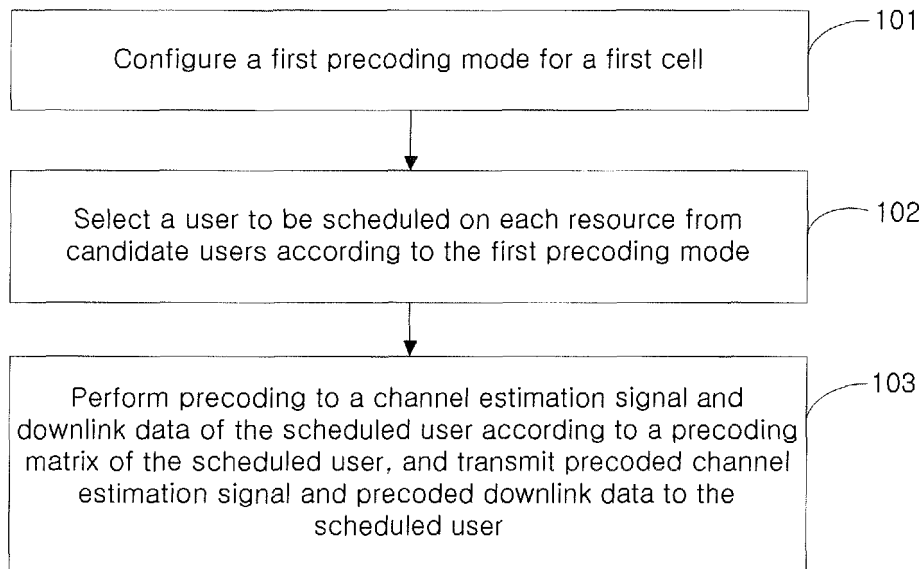 101
Configure a first precoding mode for a first cell
102
Select a user to be scheduled on each resource from
candidate users according to the first precoding mode
103
Perform precoding to a channel estimation signal and
downlink data of the scheduled user according to a precoding
matrix of the scheduled user, and transmit precoded channel
estimation signal and precoded downlink data to the
scheduled user